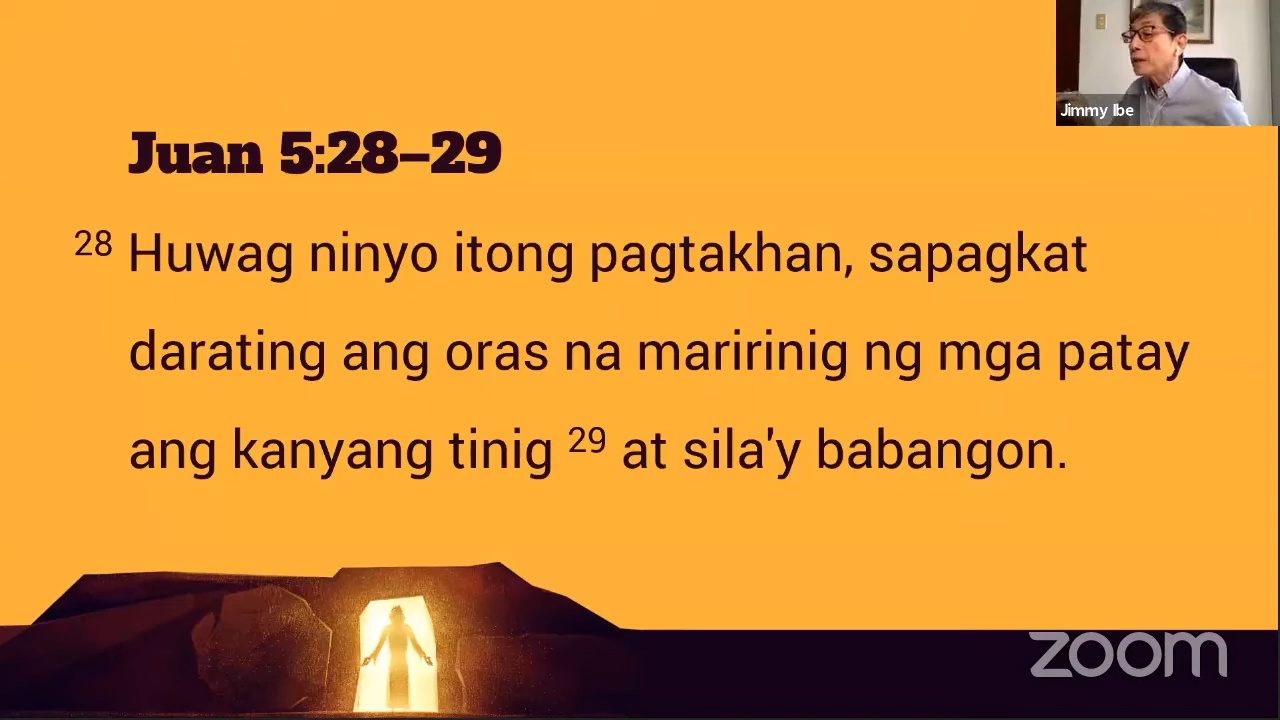 Jimmy Ibe
Juan 5:28–29
28 Huwag ninyo itong pagtakhan, sapagkat
darating ang oras na maririnig ng mga patay
ang kanyang tinig 29 at sila'y babangon.
zoom